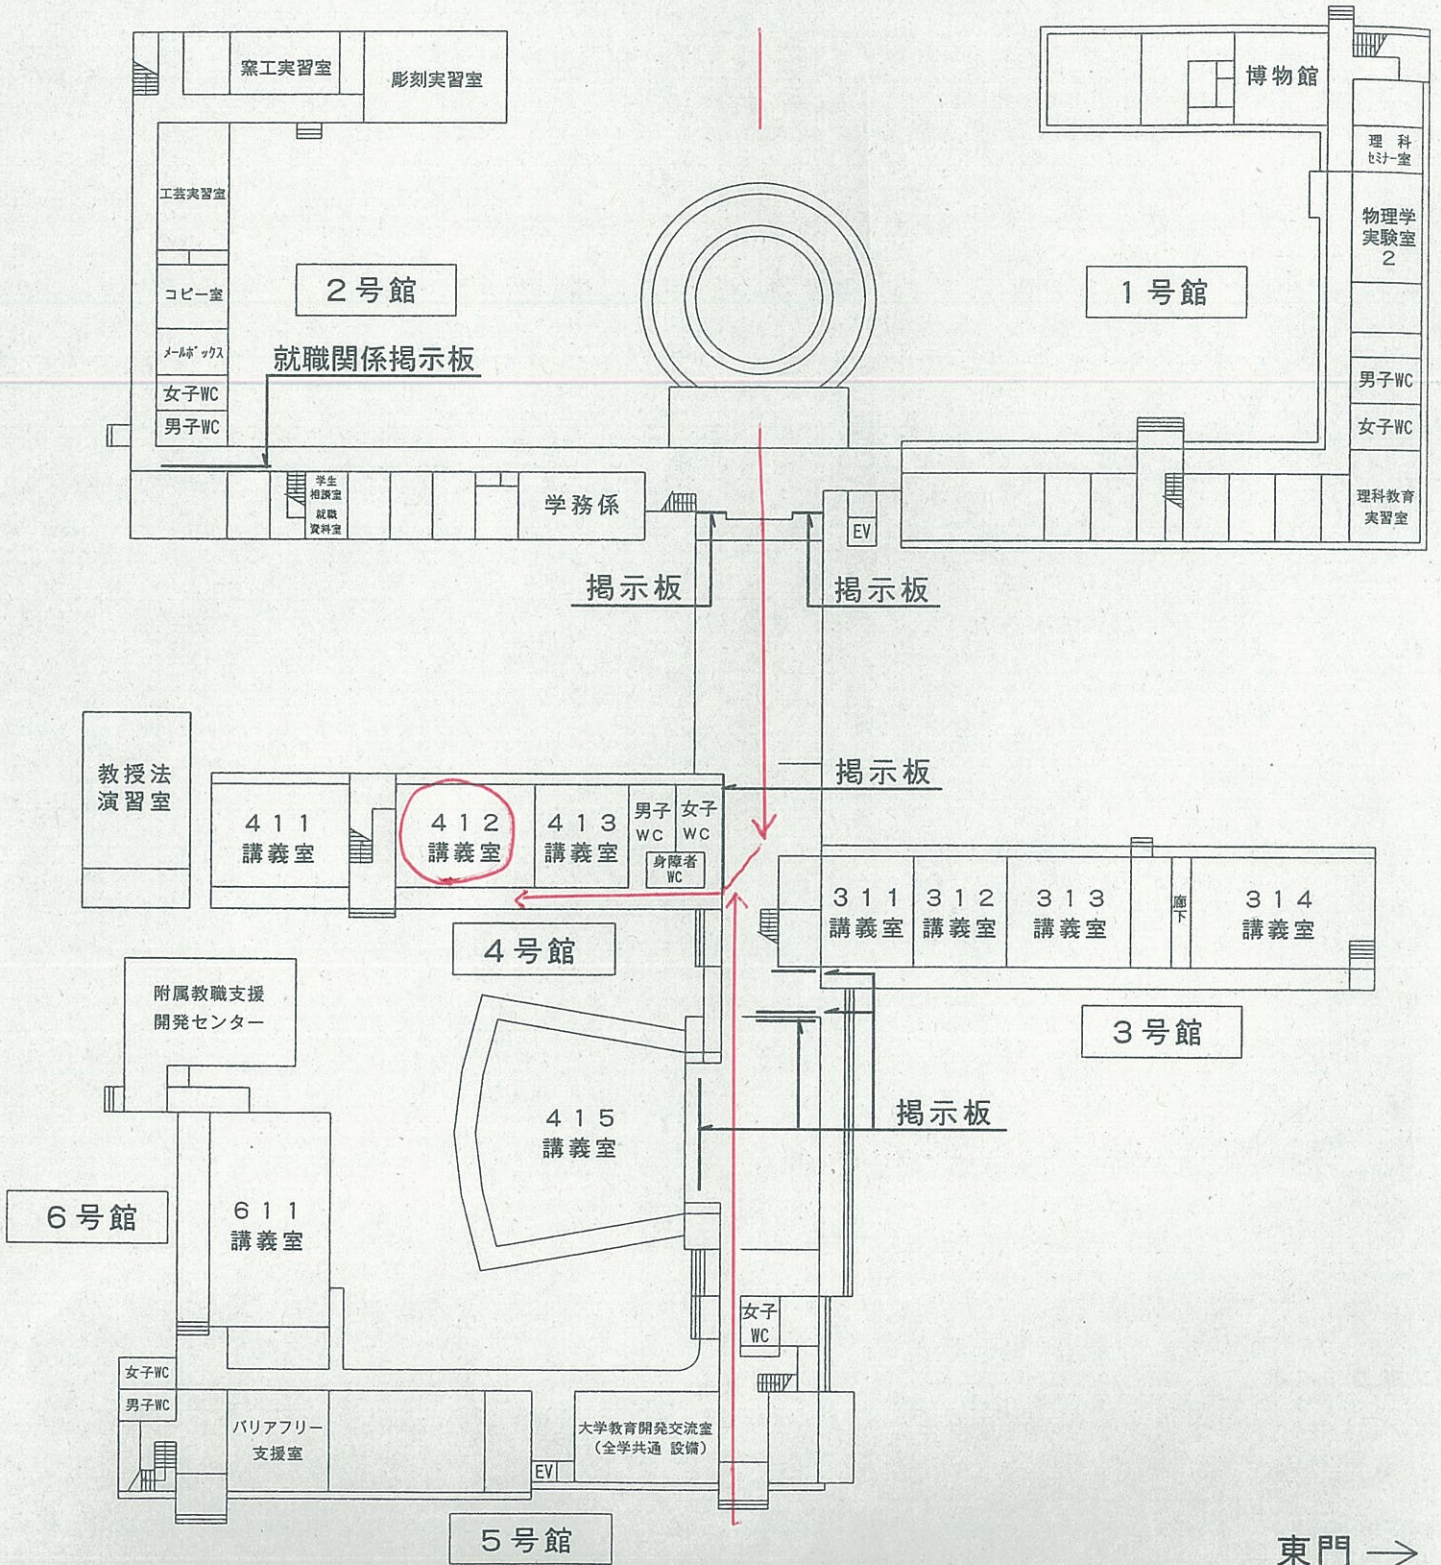 窯工実習室
彫刻実習室
博物館
理科
セミナー室
工芸実習室
物理学
実験室
2
コピー室
2号館
1号館
メールボックス
就職関係掲示板
女子WC
男子WC
男子WC
女子WC
学生
相談室
就職
資料室
学務係
EV
理科教育
実習室
掲示板
掲示板
教授法
演習室
掲示板
411
講義室
412
講義室
413
講義室
男子
WC
女子
WC
身障者
WC
311
講義室
312
講義室
313
講義室
廊下
314
講義室
4号館
附属教職支援
開発センター
3号館
415
講義室
掲示板
6号館
611
講義室
女子
WC
女子WC
男子WC
バリアフリー
支援室
大学教育開発交流室
(全学共通 設備)
EV
5号館
東門→